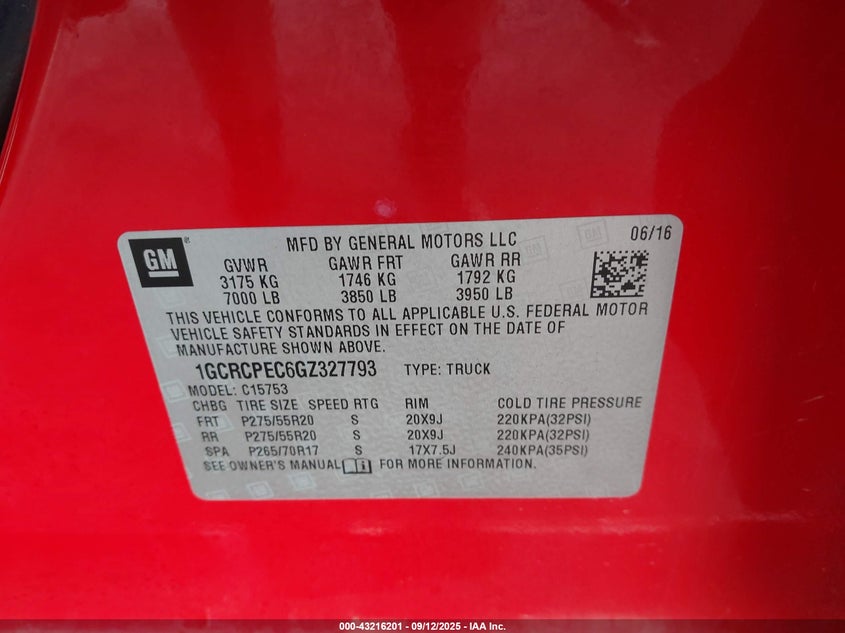 GM
®
MFD BY GENERAL MOTORS LLC
06/16
GVWR GAWR FRT GAWR RR
3175 KG 1746 KG 1792 KG
7000 LB 3850 LB 3950 LB
THIS VEHICLE CONFORMS TO ALL APPLICABLE U.S. FEDERAL MOTOR
VEHICLE SAFETY STANDARDS IN EFFECT ON THE DATE OF
MANUFACTURE SHOWN ABOVE.
1GCRCPEC6GZ327793 TYPE: TRUCK
MODEL: C15753
CHBG TIRE SIZE SPEED RTG RIM COLD TIRE PRESSURE
FRT P275/55R20 S 20X9J 220KPA(32PSI)
RR P275/55R20 S 20X9J 220KPA(32PSI)
SPA P265/70R17 S 17X7.5J 240KPA(35PSI)
SEE OWNER'S MANUAL FOR MORE INFORMATION.
000-43216201 - 09/12/2025 - IAA Inc.